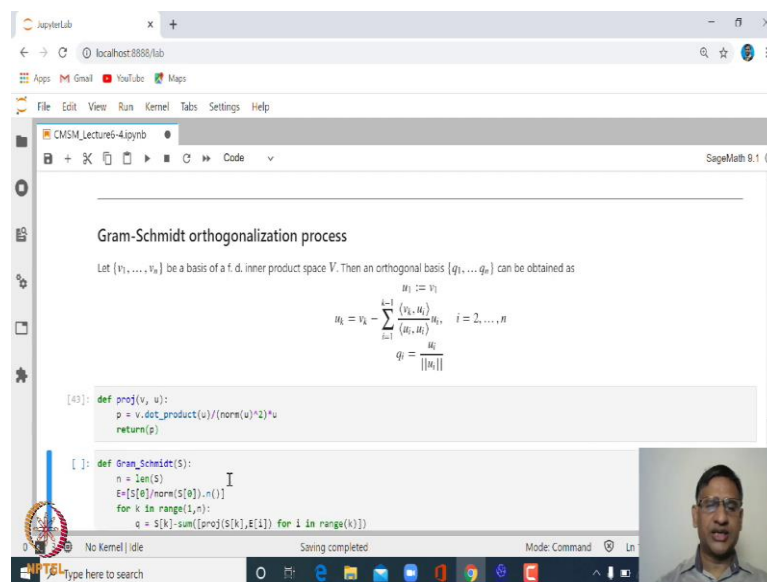 JupyterLab
localhost:8888/lab
Apps Gmail YouTube Maps
File Edit View Run Kernel Tabs Settings Help
CMSM_Lecture6-4.ipynb
Code
SageMath 9.1
Gram-Schmidt orthogonalization process
Let {v₁, … , vₙ} be a basis of a f. d. inner product space V. Then an orthogonal basis {q₁, … qₙ} can be obtained as
u₁ := v₁
uₖ = vₖ − ∑_{i=1}^{k−1} ⟨vₖ, uᵢ⟩/⟨uᵢ, uᵢ⟩ uᵢ, i = 2, … , n
qᵢ = uᵢ/||uᵢ||
[43]: def proj(v, u):
p = v.dot_product(u)/(norm(u)^2)*u
return(p)
[ ]: def Gram_Schmidt(S):
n = len(S)
E=[S[0]/norm(S[0]).n()]
for k in range(1,n):
q = S[k]-sum([proj(S[k],E[i]) for i in range(k)])
0 No Kernel | Idle Saving completed Mode: Command Ln
NPTEL Type here to search